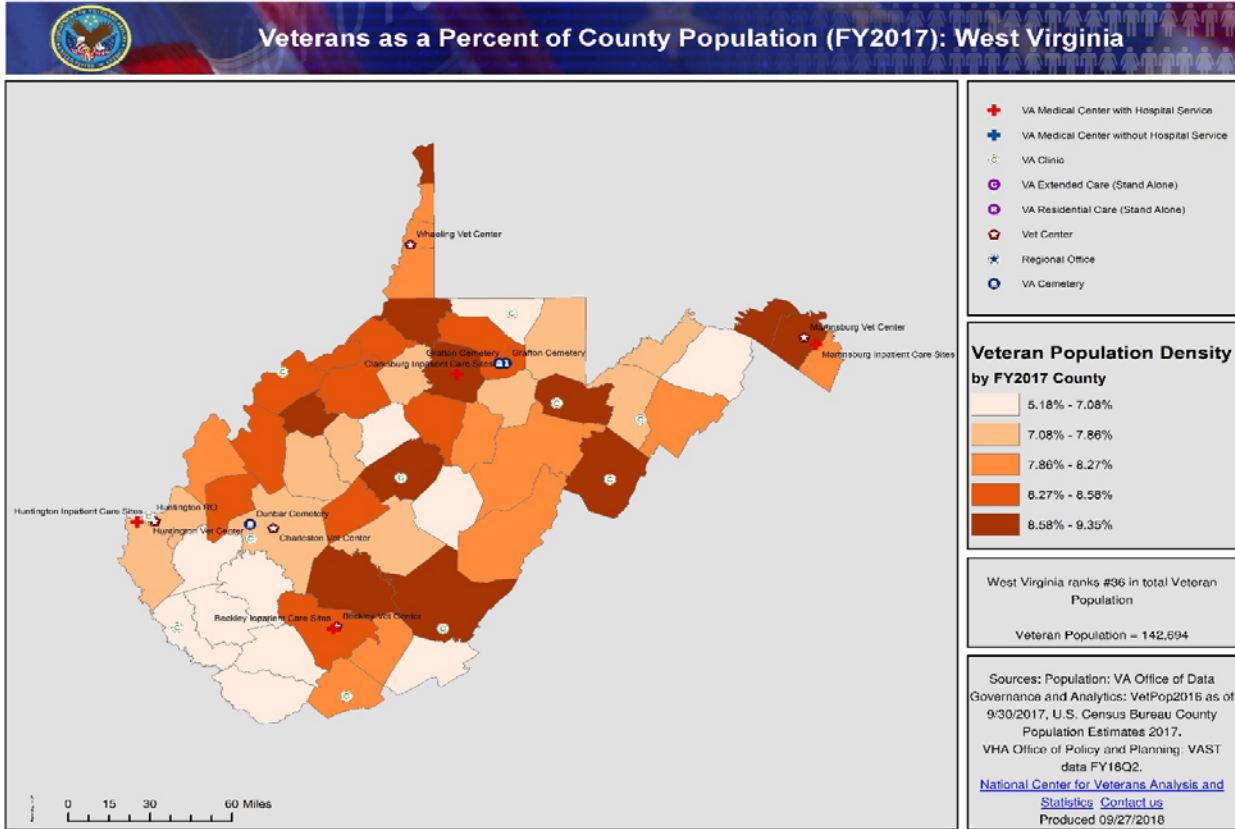 Veterans as a Percent of County Population (FY2017): West Virginia
Wheeling Vet Center
Martinsburg Vet Center
Martinsburg Inpatient Care Sites
Grafton Cemetery
Grafton Cemetery
Clarksburg Inpatient Care Sites
Huntington Inpatient Care Sites
Huntington RO
Huntington Vet Center
Dunbar Cemetery
Charleston Vet Center
Beckley Inpatient Care Sites
Beckley Vet Center
0 15 30 60 Miles
VA Medical Center with Hospital Service
VA Medical Center without Hospital Service
VA Clinic
VA Extended Care (Stand Alone)
VA Residential Care (Stand Alone)
Vet Center
Regional Office
VA Cemetery
Veteran Population Density
by FY2017 County
5.18% - 7.08%
7.08% - 7.86%
7.86% - 8.27%
8.27% - 8.58%
8.58% - 9.35%
West Virginia ranks #36 in total Veteran
Population
Veteran Population = 142,694
Sources: Population: VA Office of Data
Governance and Analytics: VetPop2016 as of
9/30/2017, U.S. Census Bureau County
Population Estimates 2017.
VHA Office of Policy and Planning: VAST
data FY18Q2.
National Center for Veterans Analysis and
Statistics Contact us
Produced 09/27/2018